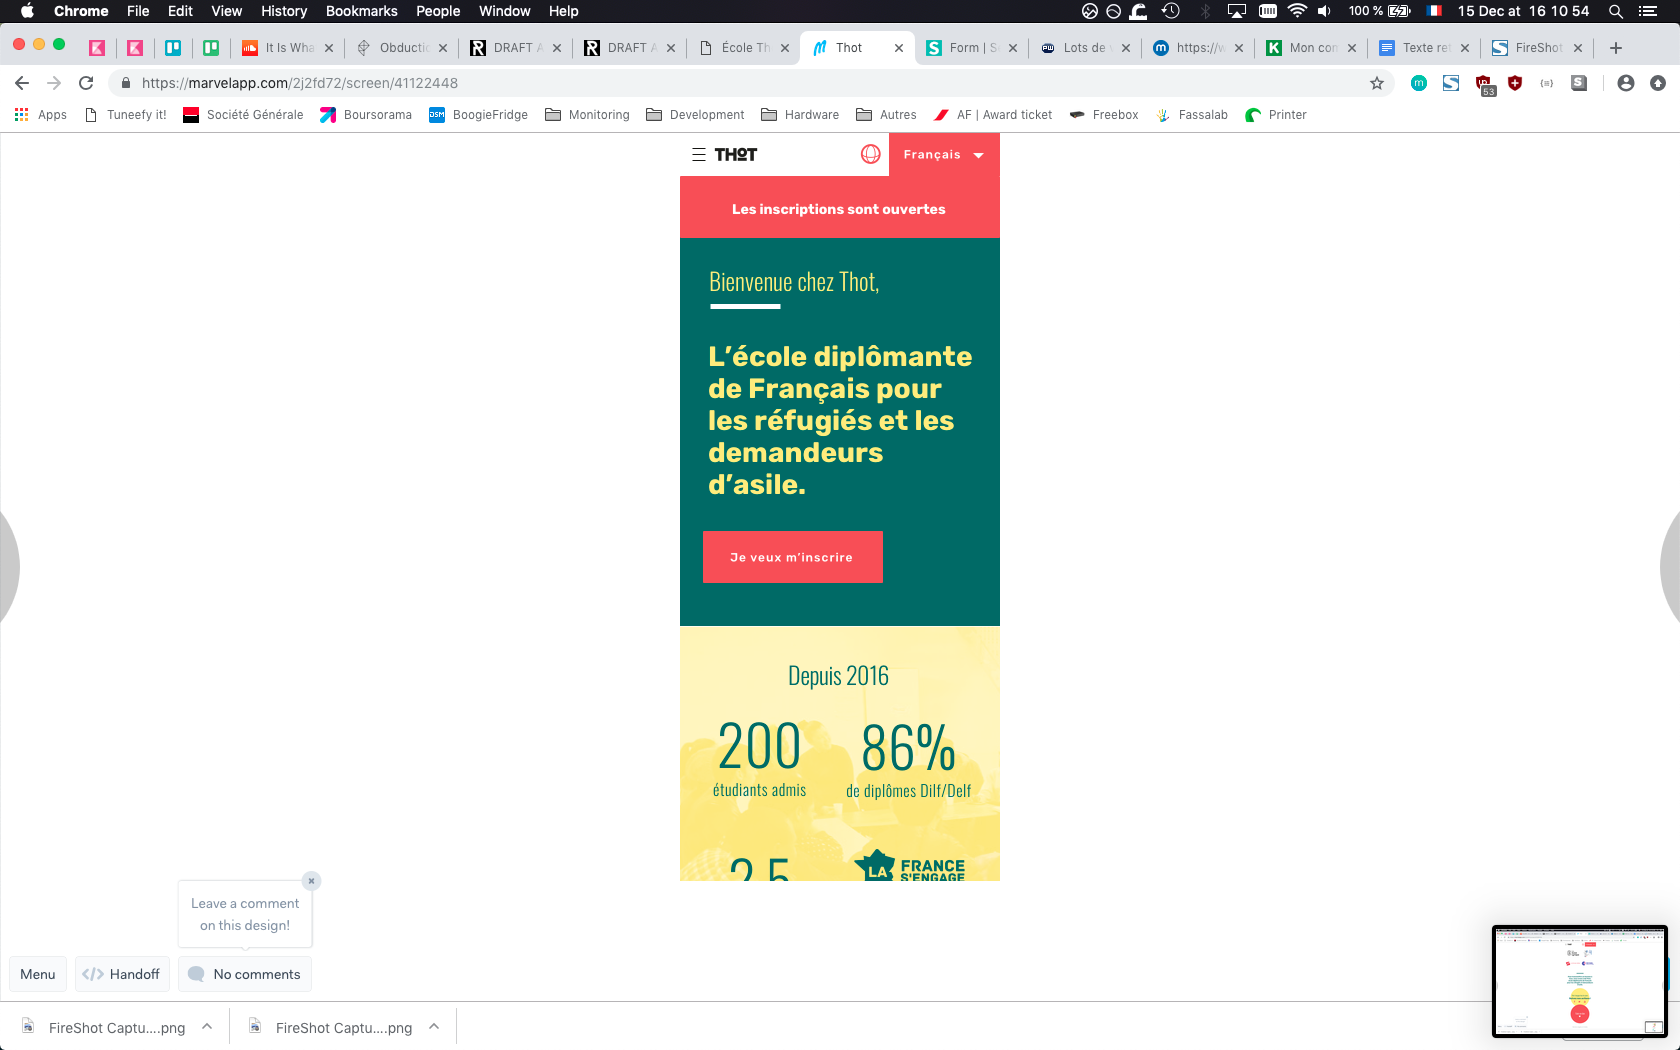 Chrome File Edit View History Bookmarks People Window Help 100 % 15 Dec at 16 10 54
It Is Wha Obductio DRAFT A DRAFT A École Th Thot Form | S Lots de https://w Mon con Texte ret FireShot
https://marvelapp.com/2j2fd72/screen/41122448
53
Apps Tuneefy it! Société Générale Boursorama BoogieFridge Monitoring Development Hardware Autres AF | Award ticket Freebox Fassalab Printer
THOT Français
Les inscriptions sont ouvertes
Bienvenue chez Thot,
L’école diplômante
de Français pour
les réfugiés et les
demandeurs
d’asile.
Je veux m’inscrire
Depuis 2016
200 86%
étudiants admis de diplômes Dilf/Delf
2,5 LA FRANCE
S'ENGAGE
Leave a comment
on this design!
Menu </> Handoff No comments
FireShot Captu....png FireShot Captu....png